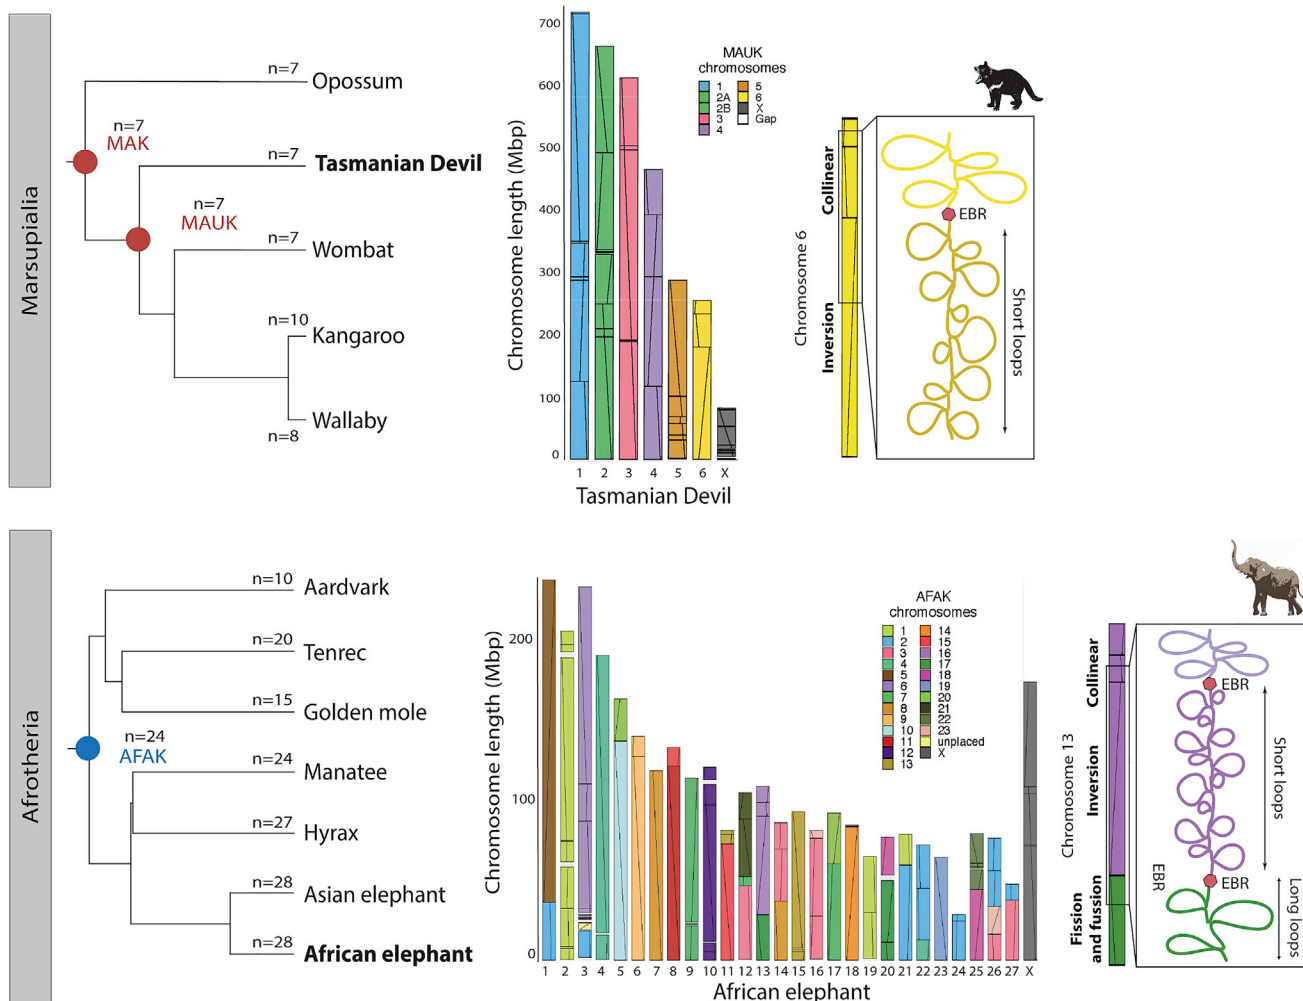 Marsupialia
n=7
Opossum
n=7
MAK
n=7
Tasmanian Devil
n=7
MAUK
n=7
Wombat
n=10
Kangaroo
Wallaby
n=8
Chromosome length (Mbp)
700
600
500
400
300
200
100
0
1 2 3 4 5 6 X
Tasmanian Devil
MAUK
chromosomes
1
2A
2B
3
4
5
6
X
Gap
Chromosome 6
Collinear
Inversion
EBR
Short loops
Afrotheria
n=10
Aardvark
n=20
Tenrec
n=15
Golden mole
n=24
AFAK
n=24
Manatee
n=27
Hyrax
n=28
Asian elephant
n=28
African elephant
Chromosome length (Mbp)
200
100
0
1 2 3 4 5 6 7 8 9 10 11 12 13 14 15 16 17 18 19 20 21 22 23 24 25 26 27 X
African elephant
AFAK
chromosomes
1
2
3
4
5
6
7
8
9
10
11
12
13
14
15
16
17
18
19
20
21
22
23
unplaced
X
Chromosome 13
Collinear
Inversion
Fission
and fussion
EBR
EBR
EBR
Short loops
Long loops